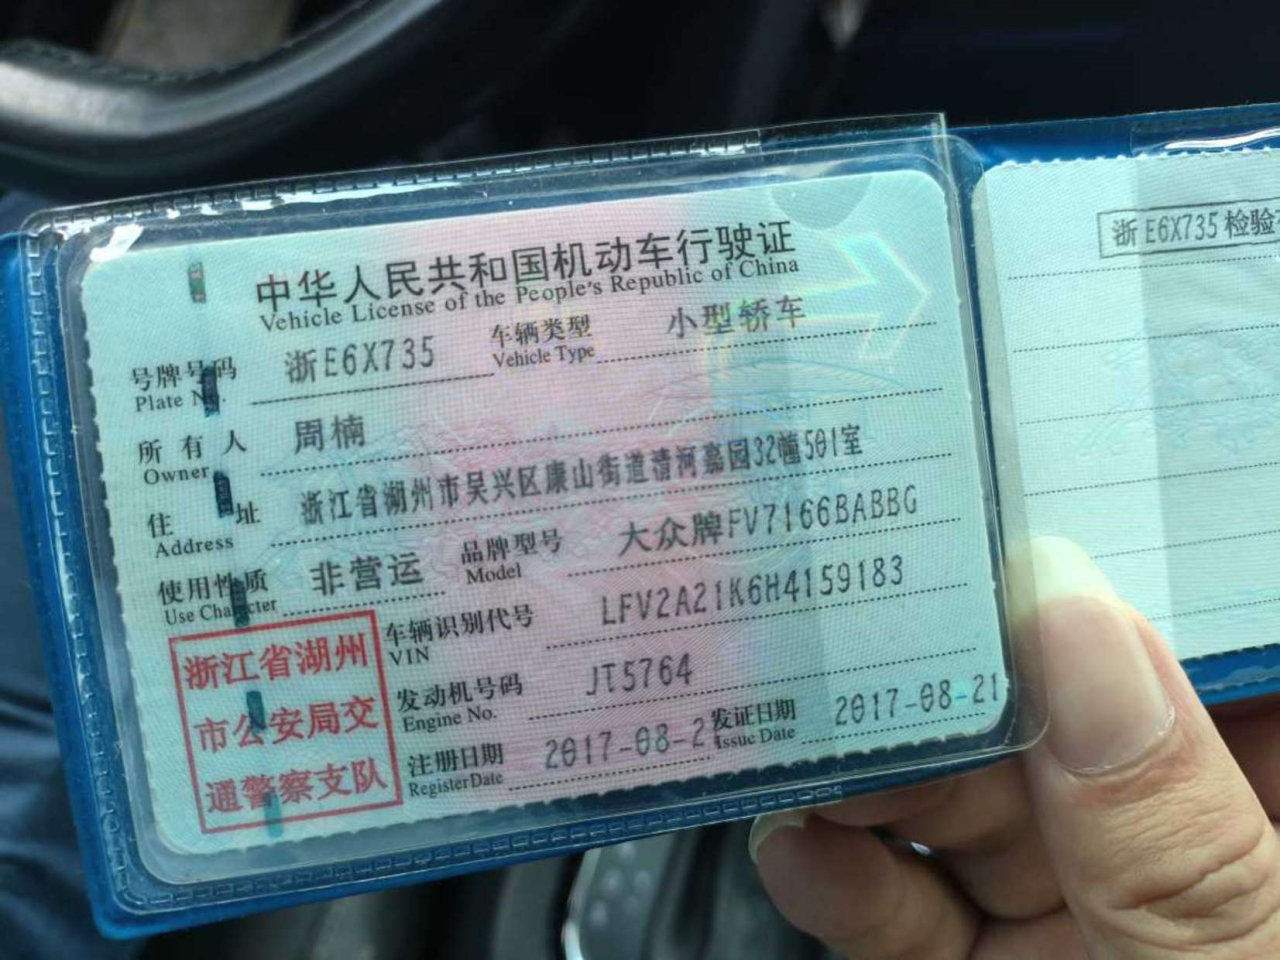 中华人民共和国机动车行驶证
Vehicle License of the People's Republic of China
号牌号码 浙E6X735 车辆类型 小型轿车
Plate No. Vehicle Type
所有人 周楠
Owner
住址 浙江省湖州市吴兴区康山街道清河嘉园32幢501室
Address
使用性质 非营运 品牌型号 大众牌FV7166BABBG
Use Character Model
车辆识别代号 LFV2A21K6H4159183
VIN
发动机号码 JT5764
Engine No.
注册日期 2017-08-21 发证日期 2017-08-21
Register Date Issue Date
浙江省湖州
市公安局交
通警察支队
浙E6X735 检验